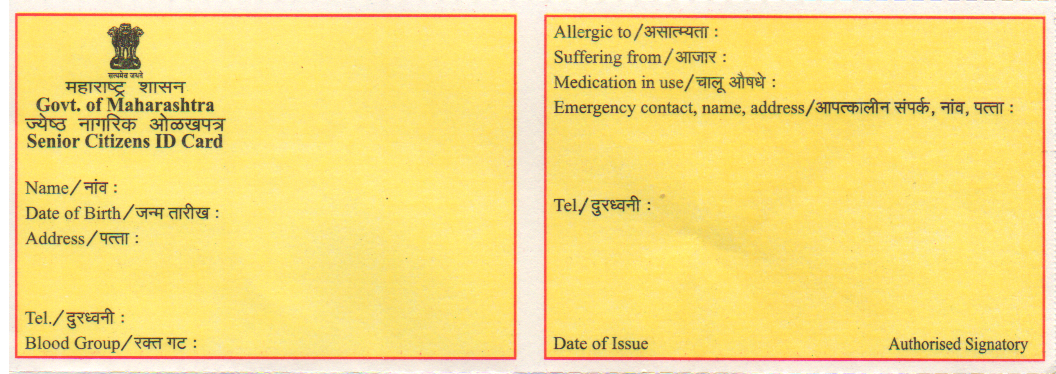 सत्यमेव जयते
महाराष्ट्र शासन
Govt. of Maharashtra
ज्येष्ठ नागरिक ओळखपत्र
Senior Citizens ID Card
Name/नांव :
Date of Birth/जन्म तारीख :
Address/पत्ता :
Tel./दुरध्वनी :
Blood Group/रक्त गट :
Allergic to/असात्म्यता :
Suffering from/आजार :
Medication in use/चालू औषधे :
Emergency contact, name, address/आपत्कालीन संपर्क, नांव, पत्ता :
Tel./दुरध्वनी :
Date of Issue Authorised Signatory